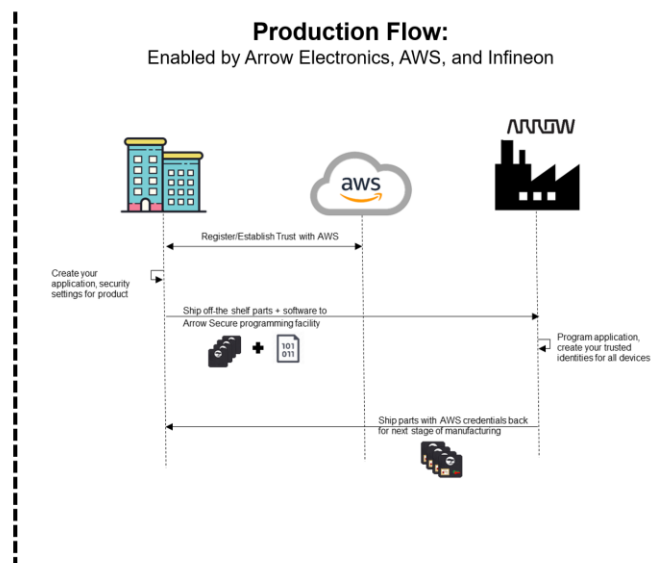 Production Flow:
Enabled by Arrow Electronics, AWS, and Infineon
ARROW
aws
Register/Establish Trust with AWS
Create your
application, security
settings for product
Ship off-the shelf parts + software to
Arrow Secure programming facility
101
011
Program application,
create your trusted
identities for all devices
Ship parts with AWS credentials back
for next stage of manufacturing